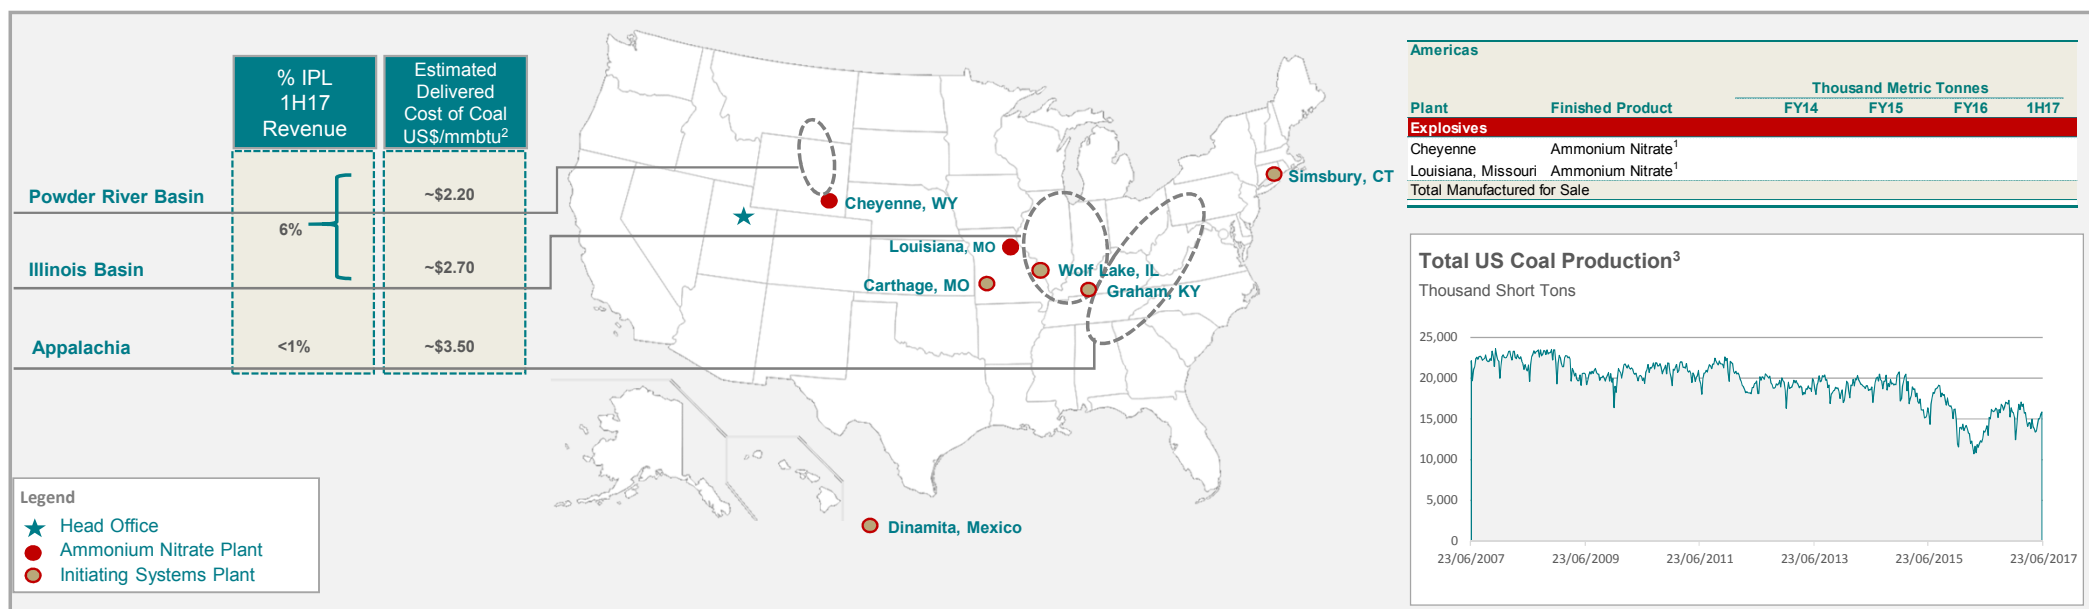 % IPL
1H17
Revenue
Estimated
Delivered
Cost of Coal
US$/mmbtu²
Powder River Basin
~$2.20
6%
Illinois Basin
~$2.70
Appalachia
<1%
~$3.50
Legend
Head Office
Ammonium Nitrate Plant
Initiating Systems Plant
Cheyenne, WY
Louisiana, MO
Carthage, MO
Wolf Lake, IL
Graham, KY
Simsbury, CT
Dinamita, Mexico
Americas
Thousand Metric Tonnes
Plant Finished Product FY14 FY15 FY16 1H17
Explosives
Cheyenne Ammonium Nitrate¹
Louisiana, Missouri Ammonium Nitrate¹
Total Manufactured for Sale
Total US Coal Production³
Thousand Short Tons
25,000
20,000
15,000
10,000
5,000
0
23/06/2007 23/06/2009 23/06/2011 23/06/2013 23/06/2015 23/06/2017